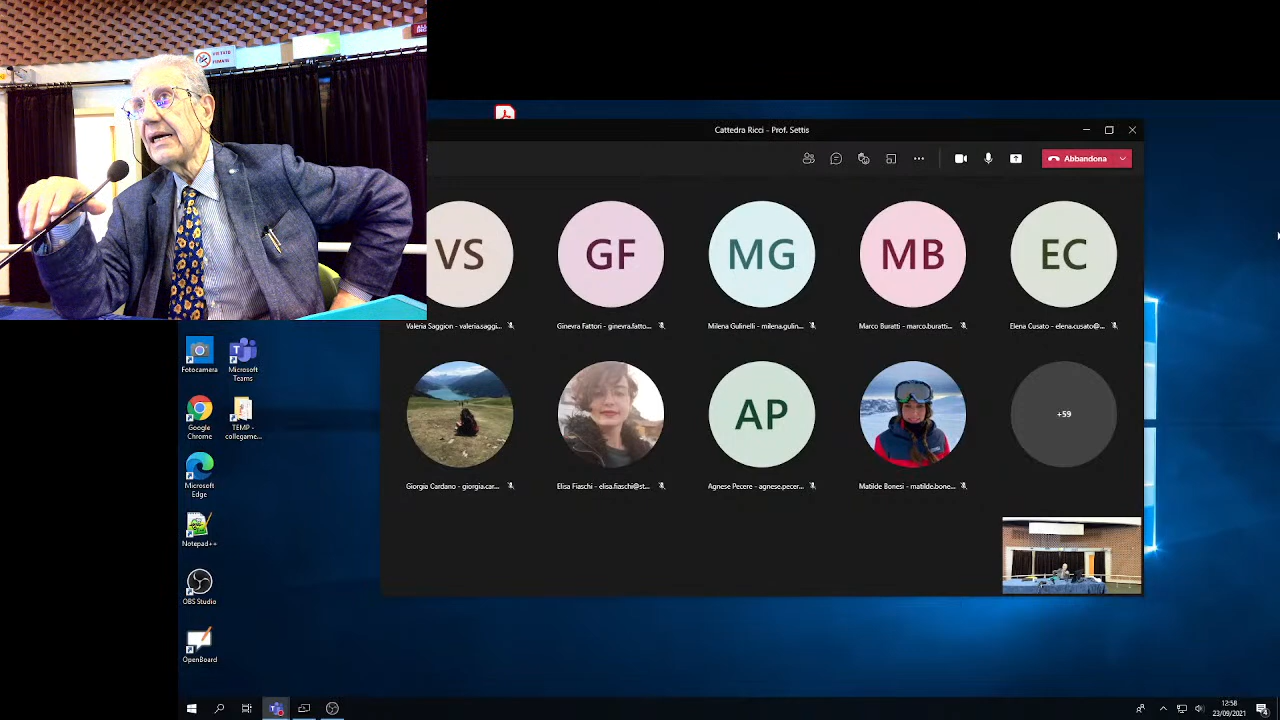 VIETATO
FUMARE
Cattedra Ricci - Prof. Settis
Abbandona
VS
GF
MG
MB
EC
Valeria Saggion - valeria.saggi...
Ginevra Fattori - ginevra.fatto...
Milena Gulinelli - milena.gulin...
Marco Buratti - marco.buratti...
Elena Cusato - elena.cusato@...
AP
+59
Giorgia Cardano - giorgia.car...
Elisa Fiaschi - elisa.fiaschi@st...
Agnese Pecere - agnese.pecer...
Matilde Bonesi - matilde.bone...
Fotocamera
Microsoft
Teams
Google
Chrome
TEMP -
collegame...
Microsoft
Edge
Notepad++
OBS Studio
OpenBoard
12:58
23/09/2021